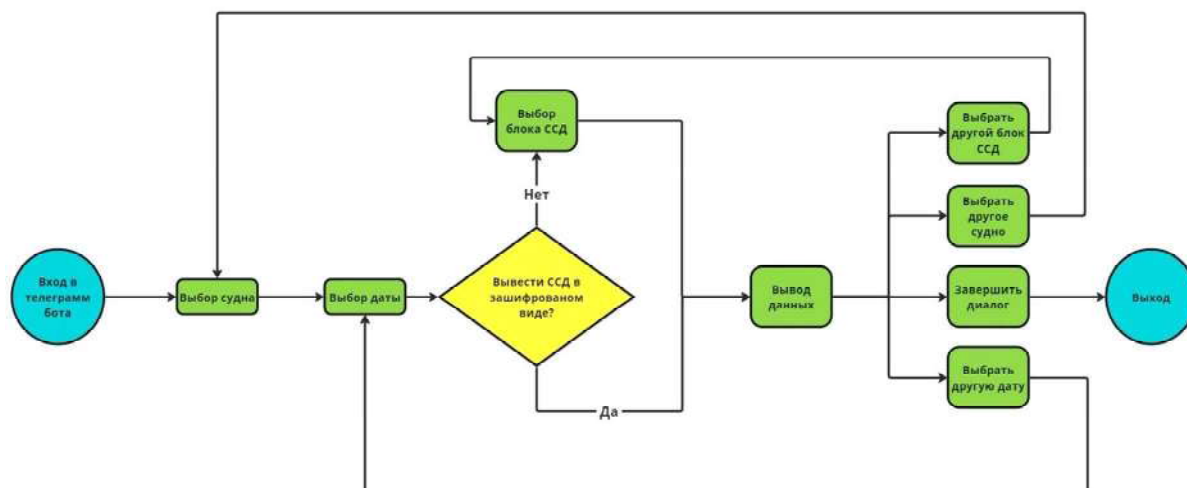 Вход в
телеграмм
бота
Выбор судна
Выбор даты
Вывести ССД в
зашифрованом
виде?
Нет
Выбор
блока ССД
Да
Вывод
данных
Выбрать
другой блок
ССД
Выбрать
другое
судно
Завершить
диалог
Выбрать
другую дату
Выход